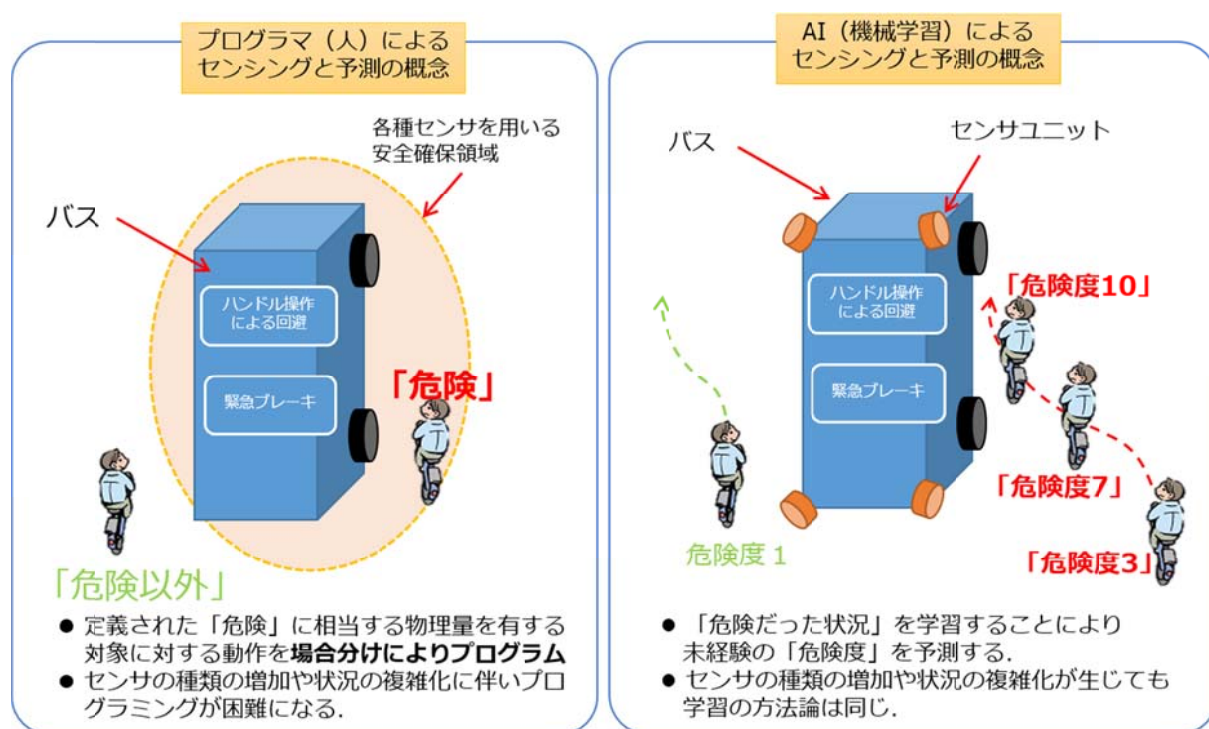 プログラマ（人）による
センシングと予測の概念
各種センサを用いる
安全確保領域
バス
ハンドル操作
による回避
緊急ブレーキ
「危険」
「危険以外」
● 定義された「危険」に相当する物理量を有する
対象に対する動作を場合分けによりプログラム
● センサの種類の増加や状況の複雑化に伴いプロ
グラミングが困難になる.
AI（機械学習）による
センシングと予測の概念
バス
センサユニット
ハンドル操作
による回避
緊急ブレーキ
「危険度10」
「危険度7」
「危険度3」
危険度１
● 「危険だった状況」を学習することにより
未経験の「危険度」を予測する.
● センサの種類の増加や状況の複雑化が生じても
学習の方法論は同じ.